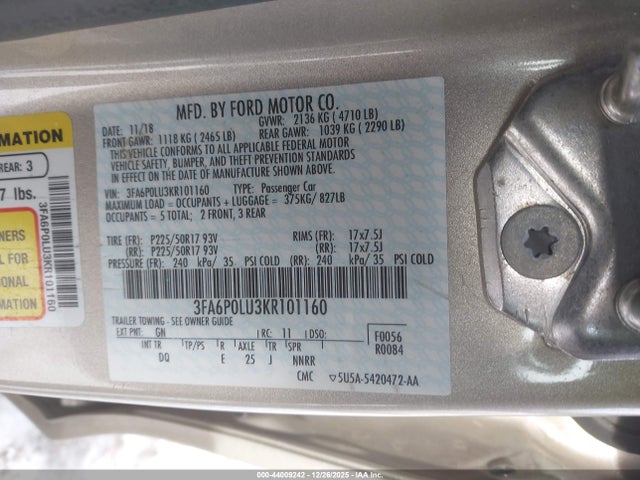 MFD. BY FORD MOTOR CO.
DATE: 11/18 GVWR: 2136 KG ( 4710 LB)
FRONT GAWR: 1118 KG ( 2465 LB) REAR GAWR: 1039 KG ( 2290 LB)
THIS VEHICLE CONFORMS TO ALL APPLICABLE FEDERAL MOTOR
VEHICLE SAFETY, BUMPER, AND THEFT PREVENTION STANDARDS
IN EFFECT ON THE DATE OF MANUFACTURE SHOWN ABOVE.
VIN: 3FA6P0LU3KR101160 TYPE: Passenger Car
MAXIMUM LOAD = OCCUPANTS + LUGGAGE = 375KG/ 827LB
OCCUPANTS = 5 TOTAL; 2 FRONT, 3 REAR
TIRE (FR): P225/50R17 93V RIMS (FR): 17x7.5J
(RR): P225/50R17 93V (RR): 17x7.5J
PRESSURE (FR): 240 kPa/ 35 PSI COLD (RR): 240 kPa/ 35 PSI COLD
3FA6P0LU3KR101160
TRAILER TOWING - SEE OWNER GUIDE
EXT PNT: GN RC: 11 DSO: F0056
INT TR TP/PS R AXLE TR SPR R0084
DQ E 25 J NNRR
CMC 5U5A-5420472-AA
ORMATION
REAR: 3
7 lbs.
3FA6P0LU3KR101160
NERS
L FOR
IONAL
MATION
000-44009242 - 12/26/2025 - IAA Inc.